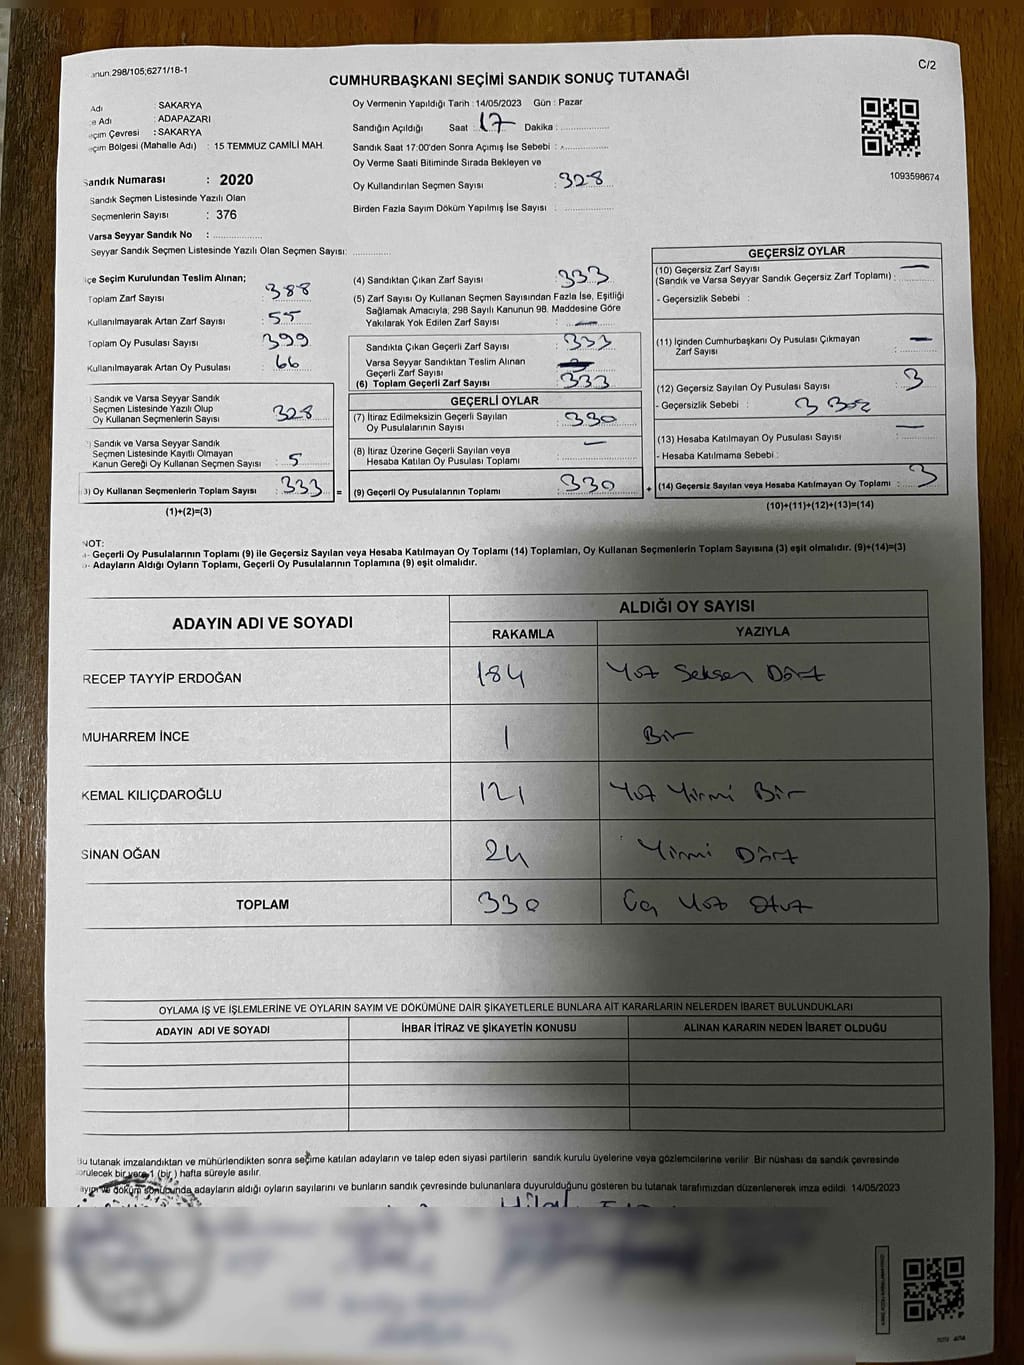 anun.298/105;6271/18-1
C/2
CUMHURBAŞKANI SEÇİMİ SANDIK SONUÇ TUTANAĞI
Adı : SAKARYA
e Adı : ADAPAZARI
eçim Çevresi : SAKARYA
eçim Bölgesi (Mahalle Adı) : 15 TEMMUZ CAMİLİ MAH.
Sandık Numarası : 2020
Sandık Seçmen Listesinde Yazılı Olan
Seçmenlerin Sayısı : 376
Varsa Seyyar Sandık No :
Seyyar Sandık Seçmen Listesinde Yazılı Olan Seçmen Sayısı:
Oy Vermenin Yapıldığı Tarih : 14/05/2023 Gün : Pazar
Sandığın Açıldığı Saat : 17 Dakika :
Sandık Saat 17:00'den Sonra Açımış İse Sebebi :
Oy Verme Saati Bitiminde Sırada Bekleyen ve
Oy Kullandırılan Seçmen Sayısı : 328
Birden Fazla Sayım Döküm Yapılmış İse Sayısı :
1093598674
çe Seçim Kurulundan Teslim Alınan;
Toplam Zarf Sayısı : 388
Kullanılmayarak Artan Zarf Sayısı : 55
Toplam Oy Pusulası Sayısı : 399
Kullanılmayarak Artan Oy Pusulası : 66
) Sandık ve Varsa Seyyar Sandık
Seçmen Listesinde Yazılı Olup
Oy Kullanan Seçmenlerin Sayısı : 328
) Sandık ve Varsa Seyyar Sandık
Seçmen Listesinde Kayıtlı Olmayan
Kanun Gereği Oy Kullanan Seçmen Sayısı : 5
3) Oy Kullanan Seçmenlerin Toplam Sayısı : 333 =
(1)+(2)=(3)
(4) Sandıktan Çıkan Zarf Sayısı : 333
(5) Zarf Sayısı Oy Kullanan Seçmen Sayısından Fazla İse, Eşitliği
Sağlamak Amacıyla; 298 Sayılı Kanunun 98. Maddesine Göre
Yakılarak Yok Edilen Zarf Sayısı : —
Sandıkta Çıkan Geçerli Zarf Sayısı : 333
Varsa Seyyar Sandıktan Teslim Alınan
Geçerli Zarf Sayısı
(6) Toplam Geçerli Zarf Sayısı : 333
GEÇERLİ OYLAR
(7) İtiraz Edilmeksizin Geçerli Sayılan
Oy Pusulalarının Sayısı : 330
(8) İtiraz Üzerine Geçerli Sayılan veya
Hesaba Katılan Oy Pusulası Toplamı : —
(9) Geçerli Oy Pusulalarının Toplamı : 330 +
GEÇERSİZ OYLAR
(10) Geçersiz Zarf Sayısı
(Sandık ve Varsa Seyyar Sandık Geçersiz Zarf Toplamı) : —
- Geçersizlik Sebebi :
(11) İçinden Cumhurbaşkanı Oy Pusulası Çıkmayan
Zarf Sayısı : —
(12) Geçersiz Sayılan Oy Pusulası Sayısı : 3
- Geçersizlik Sebebi : 3
(13) Hesaba Katılmayan Oy Pusulası Sayısı : —
- Hesaba Katılmama Sebebi :
(14) Geçersiz Sayılan veya Hesaba Katılmayan Oy Toplamı : 3
(10)+(11)+(12)+(13)=(14)
NOT:
- Geçerli Oy Pusulalarının Toplamı (9) ile Geçersiz Sayılan veya Hesaba Katılmayan Oy Toplamı (14) Toplamları, Oy Kullanan Seçmenlerin Toplam Sayısına (3) eşit olmalıdır. (9)+(14)=(3)
- Adayların Aldığı Oyların Toplamı, Geçerli Oy Pusulalarının Toplamına (9) eşit olmalıdır.
ADAYIN ADI VE SOYADI
ALDIĞI OY SAYISI
RAKAMLA YAZIYLA
RECEP TAYYİP ERDOĞAN 184 Yüz Seksen Dört
MUHARREM İNCE 1 Bir
KEMAL KILIÇDAROĞLU 121 Yüz Yirmi Bir
SİNAN OĞAN 24 Yirmi Dört
TOPLAM 330 Üç Yüz Otuz
OYLAMA İŞ VE İŞLEMLERİNE VE OYLARIN SAYIM VE DÖKÜMÜNE DAİR ŞİKAYETLERLE BUNLARA AİT KARARLARIN NELERDEN İBARET BULUNDUKLARI
ADAYIN ADI VE SOYADI İHBAR İTİRAZ VE ŞİKAYETİN KONUSU ALINAN KARARIN NEDEN İBARET OLDUĞU
Bu tutanak imzalandıktan ve mühürlendikten sonra seçime katılan adayların ve talep eden siyasi partilerin sandık kurulu üyelerine veya gözlemcilerine verilir. Bir nüshası da sandık çevresinde
görülecek bir yere 1 (bir ) hafta süreyle asılır.
ayım ve döküm sonucunda adayların aldığı oyların sayılarını ve bunların sandık çevresinde bulunanlara duyurulduğunu gösteren bu tutanak tarafımızdan düzenlenerek imza edildi. 14/05/2023